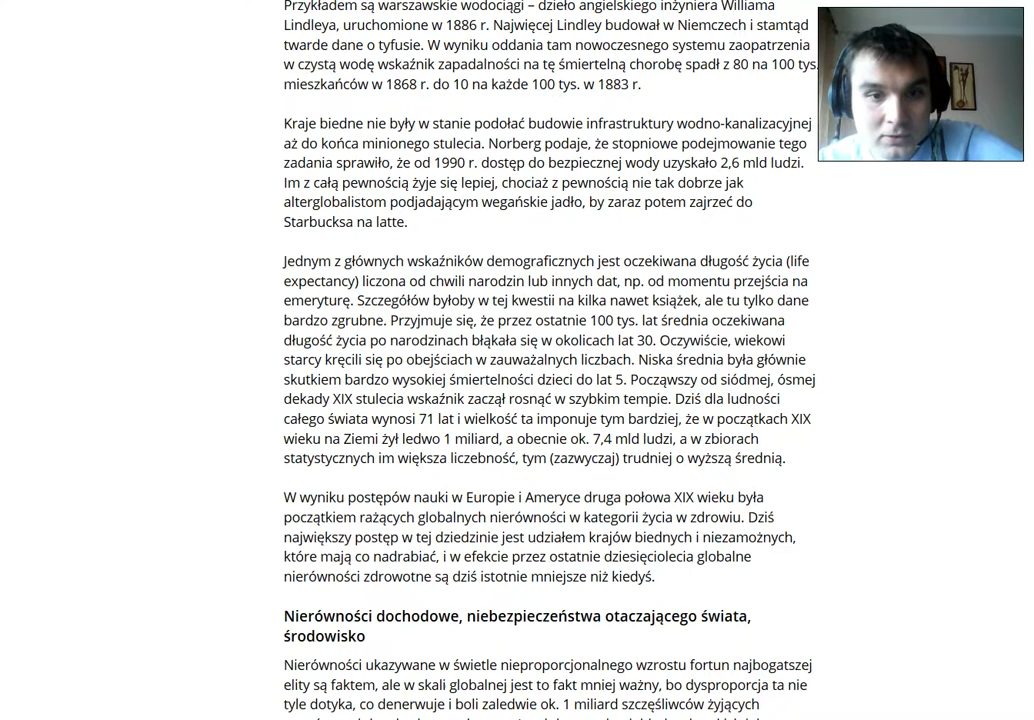 Przykładem są warszawskie wodociągi – dzieło angielskiego inżyniera Williama
Lindleya, uruchomione w 1886 r. Najwięcej Lindley budował w Niemczech i stamtąd
twarde dane o tyfusie. W wyniku oddania tam nowoczesnego systemu zaopatrzenia
w czystą wodę wskaźnik zapadalności na tę śmiertelną chorobę spadł z 80 na 100 tys.
mieszkańców w 1868 r. do 10 na każde 100 tys. w 1883 r.
Kraje biedne nie były w stanie podołać budowie infrastruktury wodno-kanalizacyjnej
aż do końca minionego stulecia. Norberg podaje, że stopniowe podejmowanie tego
zadania sprawiło, że od 1990 r. dostęp do bezpiecznej wody uzyskało 2,6 mld ludzi.
Im z całą pewnością żyje się lepiej, chociaż z pewnością nie tak dobrze jak
alterglobalistom podjadającym wegańskie jadło, by zaraz potem zajrzeć do
Starbucksa na latte.
Jednym z głównych wskaźników demograficznych jest oczekiwana długość życia (life
expectancy) liczona od chwili narodzin lub innych dat, np. od momentu przejścia na
emeryturę. Szczegółów byłoby w tej kwestii na kilka nawet książek, ale tu tylko dane
bardzo zgrubne. Przyjmuje się, że przez ostatnie 100 tys. lat średnia oczekiwana
długość życia po narodzinach błąkała się w okolicach lat 30. Oczywiście, wiekowi
starcy kręcili się po obejściach w zauważalnych liczbach. Niska średnia była głównie
skutkiem bardzo wysokiej śmiertelności dzieci do lat 5. Począwszy od siódmej, ósmej
dekady XIX stulecia wskaźnik zaczął rosnąć w szybkim tempie. Dziś dla ludności
całego świata wynosi 71 lat i wielkość ta imponuje tym bardziej, że w początkach XIX
wieku na Ziemi żył ledwo 1 miliard, a obecnie ok. 7,4 mld ludzi, a w zbiorach
statystycznych im większa liczebność, tym (zazwyczaj) trudniej o wyższą średnią.
W wyniku postępów nauki w Europie i Ameryce druga połowa XIX wieku była
początkiem rażących globalnych nierówności w kategorii życia w zdrowiu. Dziś
największy postęp w tej dziedzinie jest udziałem krajów biednych i niezamożnych,
które mają co nadrabiać, i w efekcie przez ostatnie dziesięciolecia globalne
nierówności zdrowotne są dziś istotnie mniejsze niż kiedyś.
Nierówności dochodowe, niebezpieczeństwa otaczającego świata,
środowisko
Nierówności ukazywane w świetle nieproporcjonalnego wzrostu fortun najbogatszej
elity są faktem, ale w skali globalnej jest to fakt mniej ważny, bo dysproporcja ta nie
tyle dotyka, co denerwuje i boli zaledwie ok. 1 miliard szczęśliwców żyjących